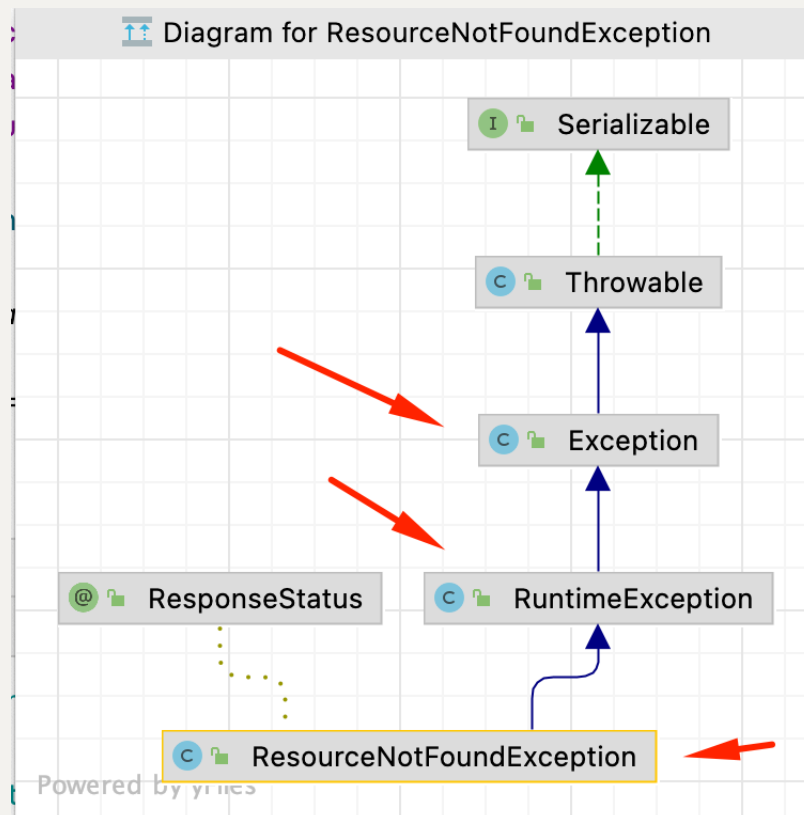 Diagram for ResourceNotFoundException
I Serializable
C Throwable
C Exception
@ ResponseStatus
C RuntimeException
C ResourceNotFoundException
Powered by yFiles